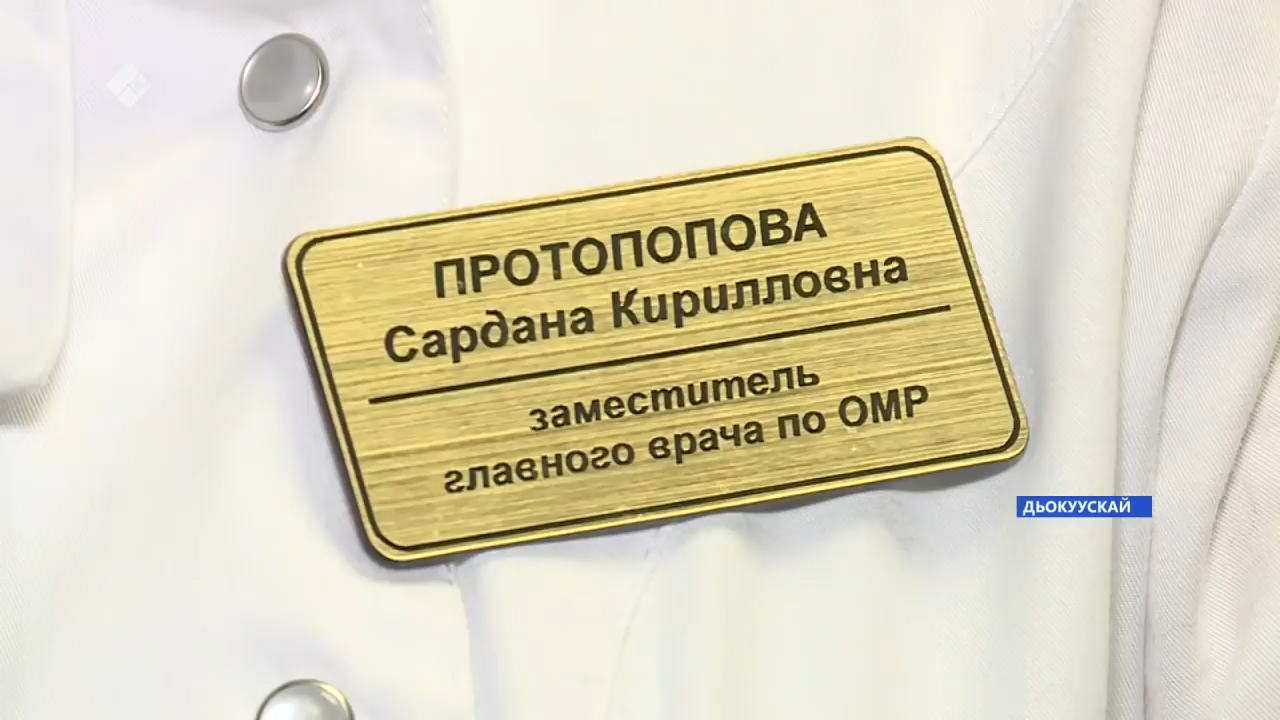 ПРОТОПОПОВА
Сардана Кирилловна
заместитель
главного врача по ОМР
ДЬОКУУСКАЙ